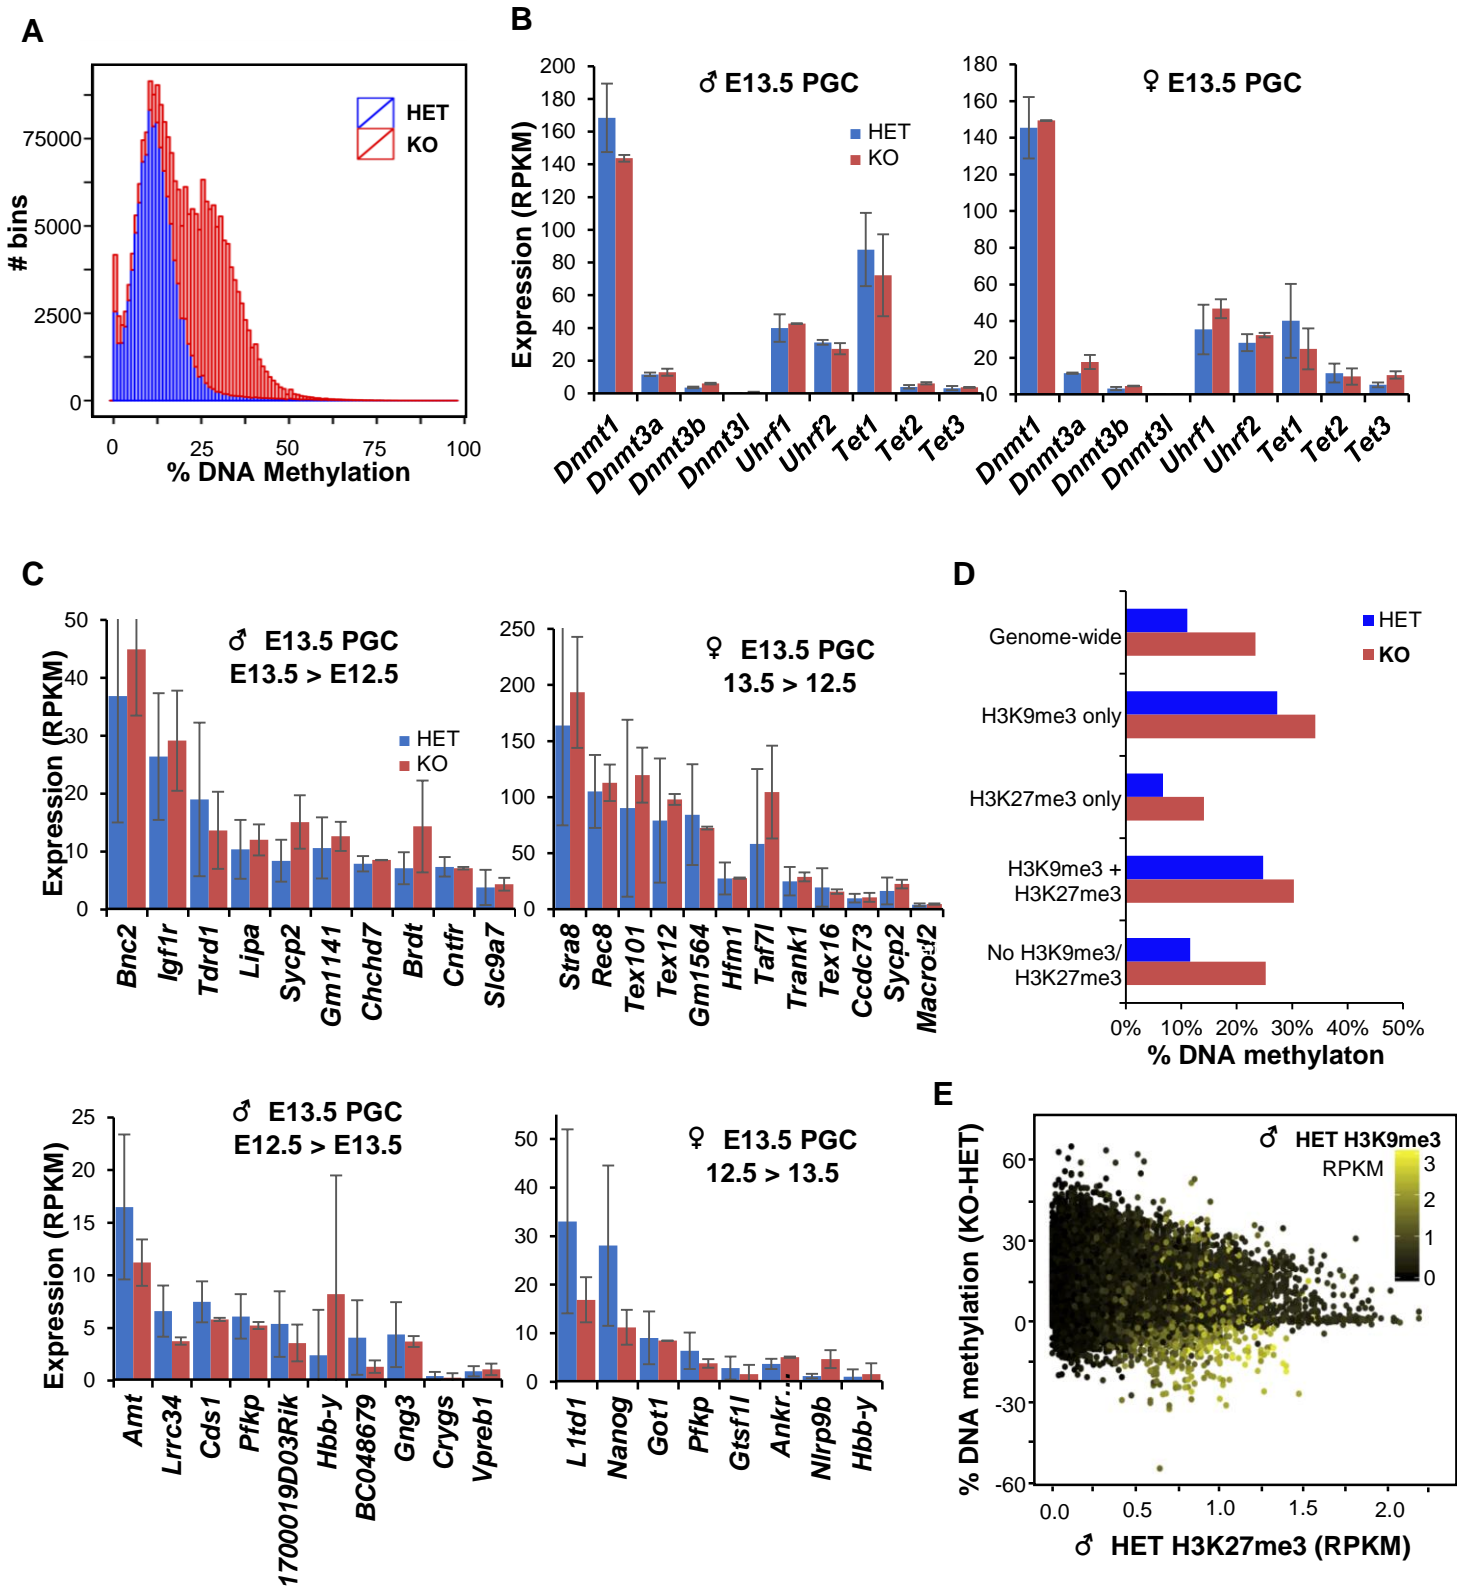 A
HET
KO
# bins
75000
5000
2500
0
0 25 50 75 100
% DNA Methylation
B
♂ E13.5 PGC
HET
KO
Expression (RPKM)
200
180
160
140
120
100
80
60
40
20
0
Dnmt1 Dnmt3a Dnmt3b Dnmt3l Uhrf1 Uhrf2 Tet1 Tet2 Tet3
♀ E13.5 PGC
180
160
140
120
100
80
60
40
20
0
Dnmt1 Dnmt3a Dnmt3b Dnmt3l Uhrf1 Uhrf2 Tet1 Tet2 Tet3
C
♂ E13.5 PGC
E13.5 > E12.5
HET
KO
Expression (RPKM)
50
40
30
20
10
0
Bnc2 Igf1r Tdrd1 Lipa Sycp2 Gm1141 Chchd7 Brdt Cntfr Slc9a7
♀ E13.5 PGC
13.5 > 12.5
250
200
150
100
50
0
Stra8 Rec8 Tex101 Tex12 Gm1564 Hfm1 Taf7l Trank1 Tex16 Ccdc73 Sycp2 Macrod2
♂ E13.5 PGC
E12.5 > E13.5
Expression (RPKM)
25
20
15
10
5
0
Amt Lrrc34 Cds1 Pfkp 1700019D03Rik Hbb-y BC048679 Gng3 Crygs Vpreb1
♀ E13.5 PGC
12.5 > 13.5
50
40
30
20
10
0
L1td1 Nanog Got1 Pfkp Gtsf1l Ankr... Nlrp9b Hbb-y
D
HET
KO
Genome-wide
H3K9me3 only
H3K27me3 only
H3K9me3 +
H3K27me3
No H3K9me3/
H3K27me3
0% 10% 20% 30% 40% 50%
% DNA methylaton
E
♂ HET H3K9me3
RPKM
3
2
1
0
% DNA methylation (KO-HET)
60
30
0
-30
-60
0.0 0.5 1.0 1.5 2.0
♂ HET H3K27me3 (RPKM)